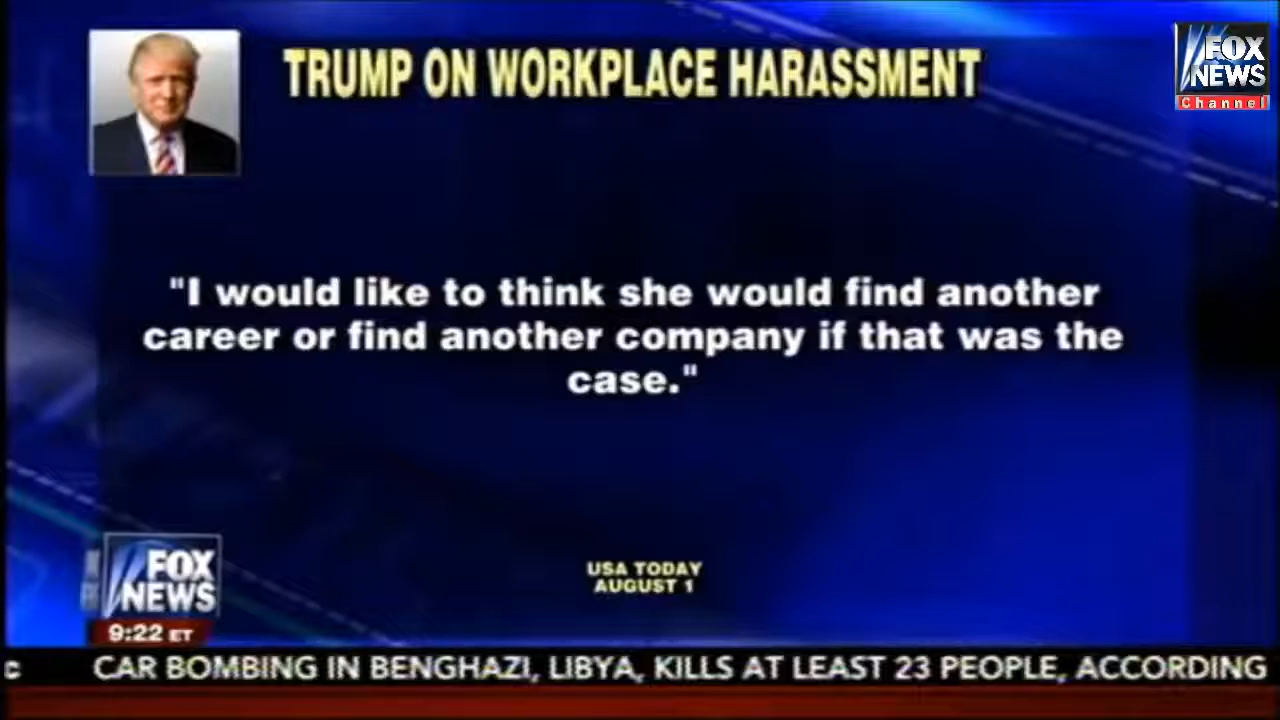 TRUMP ON WORKPLACE HARASSMENT
FOX
NEWS
Channel
"I would like to think she would find another
career or find another company if that was the
case."
USA TODAY
AUGUST 1
FOX
NEWS
9:22 ET
CAR BOMBING IN BENGHAZI, LIBYA, KILLS AT LEAST 23 PEOPLE, ACCORDING